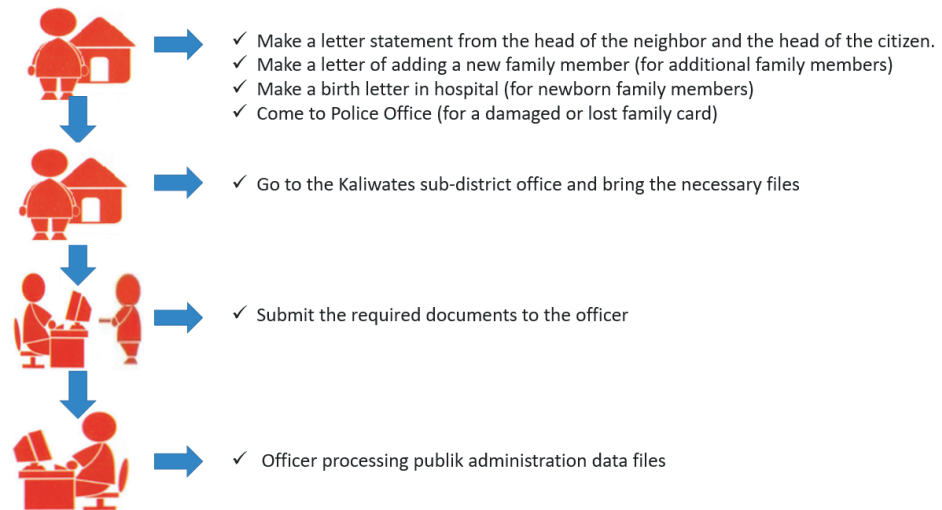 ✓ Make a letter statement from the head of the neighbor and the head of the citizen.
✓ Make a letter of adding a new family member (for additional family members)
✓ Make a birth letter in hospital (for newborn family members)
✓ Come to Police Office (for a damaged or lost family card)
✓ Go to the Kaliwates sub-district office and bring the necessary files
✓ Submit the required documents to the officer
✓ Officer processing publik administration data files